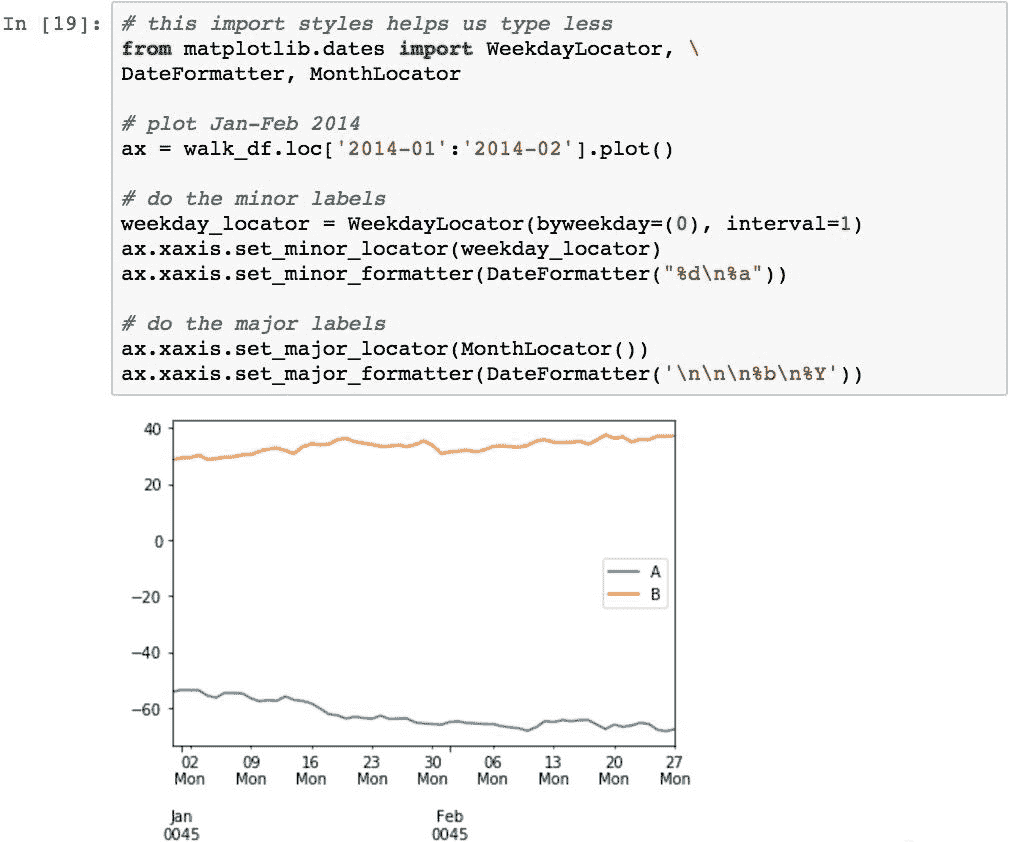 In [19]:
# this import styles helps us type less
from matplotlib.dates import WeekdayLocator, \
DateFormatter, MonthLocator
# plot Jan-Feb 2014
ax = walk_df.loc['2014-01':'2014-02'].plot()
# do the minor labels
weekday_locator = WeekdayLocator(byweekday=(0), interval=1)
ax.xaxis.set_minor_locator(weekday_locator)
ax.xaxis.set_minor_formatter(DateFormatter("%d\n%a"))
# do the major labels
ax.xaxis.set_major_locator(MonthLocator())
ax.xaxis.set_major_formatter(DateFormatter('\n\n\n%b\n%Y'))
40
20
0
−20
−40
−60
A
B
02 09 16 23 30 06 13 20 27
Mon Mon Mon Mon Mon Mon Mon Mon Mon
Jan Feb
0045 0045